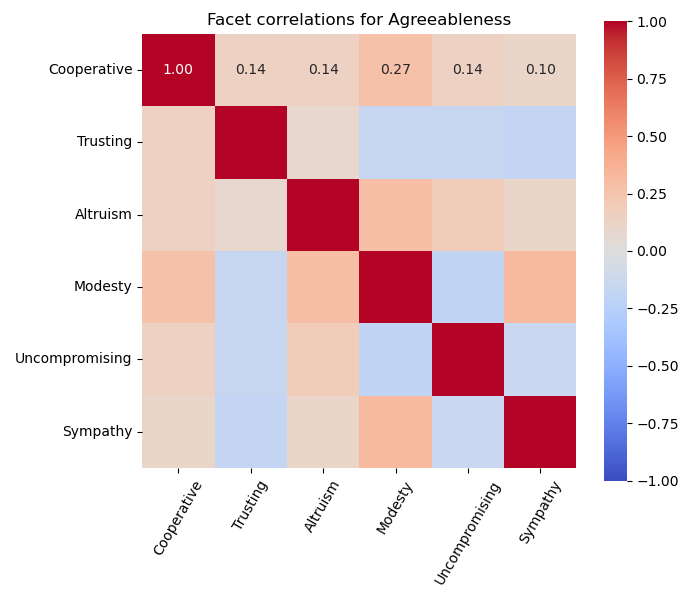 Facet correlations for Agreeableness
Cooperative
1.00 0.14 0.14 0.27 0.14 0.10
Trusting
Altruism
Modesty
Uncompromising
Sympathy
Cooperative
Trusting
Altruism
Modesty
Uncompromising
Sympathy
1.00
0.75
0.50
0.25
0.00
−0.25
−0.50
−0.75
−1.00